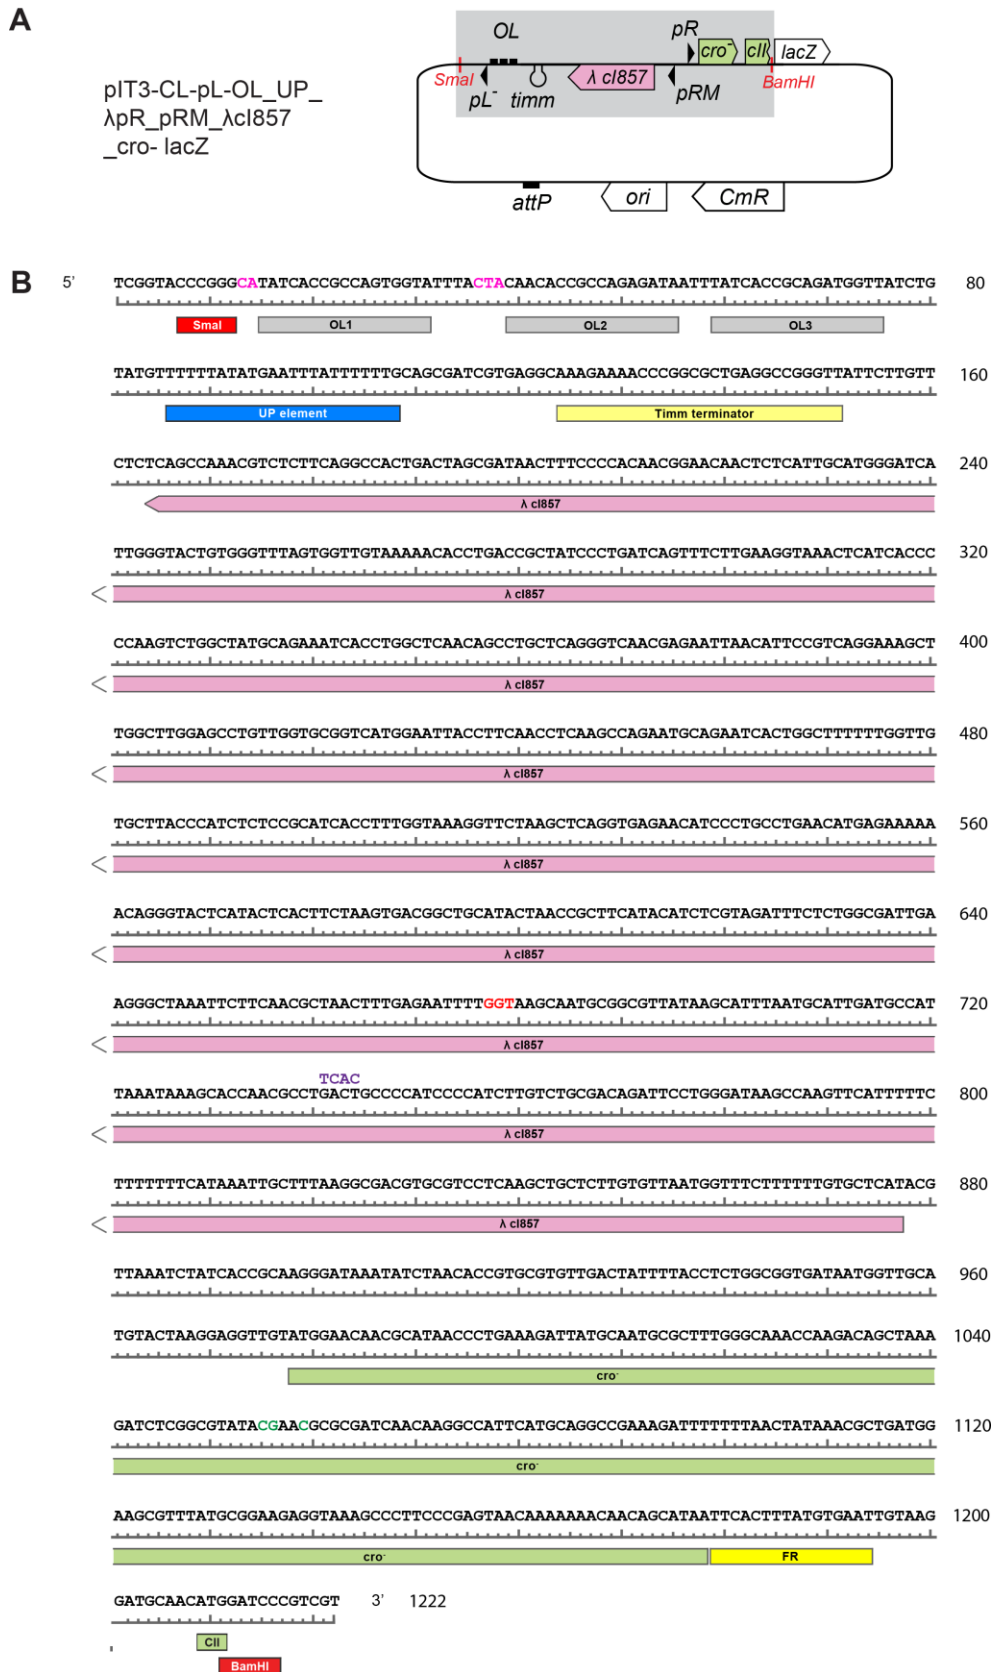 A
pIT3-CL-pL-OL_UP_
λpR_pRM_λcI857
_cro- lacZ
OL
pR
cro-
cII
lacZ
SmaI
pL-
timm
λ cI857
pRM
BamHI
attP
ori
CmR
B
5’ TCGGTACCCGGGCATATCACCGCCAGTGGTATTTACTACAACACCGCCAGAGATAATTTATCACCGCAGATGGTTATCTG 80
SmaI OL1 OL2 OL3
TATGTTTTTTATATGAATTTATTTTTTGCAGCGATCGTGAGGCAAAGAAAACCCGGCGCTGAGGCCGGGTTATTCTTGTT 160
UP element Timm terminator
CTCTCAGCCAAACGTCTCTTCAGGCCACTGACTAGCGATAACTTTCCCCACAACGGAACAACTCTCATTGCATGGGATCA 240
λ cI857
TTGGGTACTGTGGGTTTAGTGGTTGTAAAAACACCTGACCGCTATCCCTGATCAGTTTCTTGAAGGTAAACTCATCACCC 320
λ cI857
CCAAGTCTGGCTATGCAGAAATCACCTGGCTCAACAGCCTGCTCAGGGTCAACGAGAATTAACATTCCGTCAGGAAAGCT 400
λ cI857
TGGCTTGGAGCCTGTTGGTGCGGTCATGGAATTACCTTCAACCTCAAGCCAGAATGCAGAATCACTGGCTTTTTTGGTTG 480
λ cI857
TGCTTACCCATCTCTCCGCATCACCTTTGGTAAAGGTTCTAAGCTCAGGTGAGAACATCCCTGCCTGAACATGAGAAAAA 560
λ cI857
ACAGGGTACTCATACTCACTTCTAAGTGACGGCTGCATACTAACCGCTTCATACATCTCGTAGATTTCTCTGGCGATTGA 640
λ cI857
AGGGCTAAATTCTTCAACGCTAACTTTGAGAATTTTGGTAAGCAATGCGGCGTTATAAGCATTTAATGCATTGATGCCAT 720
λ cI857
TCAC
TAAATAAAGCACCAACGCCTGACTGCCCCATCCCCATCTTGTCTGCGACAGATTCCTGGGATAAGCCAAGTTCATTTTTC 800
λ cI857
TTTTTTTCATAAATTGCTTTAAGGCGACGTGCGTCCTCAAGCTGCTCTTGTGTTAATGGTTTCTTTTTTGTGCTCATACG 880
λ cI857
TTAAATCTATCACCGCAAGGGATAAATATCTAACACCGTGCGTGTTGACTATTTTACCTCTGGCGGTGATAATGGTTGCA 960
TGTACTAAGGAGGTTGTATGGAACAACGCATAACCCTGAAAGATTATGCAATGCGCTTTGGGCAAACCAAGACAGCTAAA 1040
cro-
GATCTCGGCGTATACGAACGCGCGATCAACAAGGCCATTCATGCAGGCCGAAAGATTTTTTTAACTATAAACGCTGATGG 1120
cro-
AAGCGTTTATGCGGAAGAGGTAAAGCCCTTCCCGAGTAACAAAAAAACAACAGCATAATTCACTTTATGTGAATTGTAAG 1200
cro- FR
GATGCAACATGGATCCCGTCGT 3’ 1222
CII
BamHI